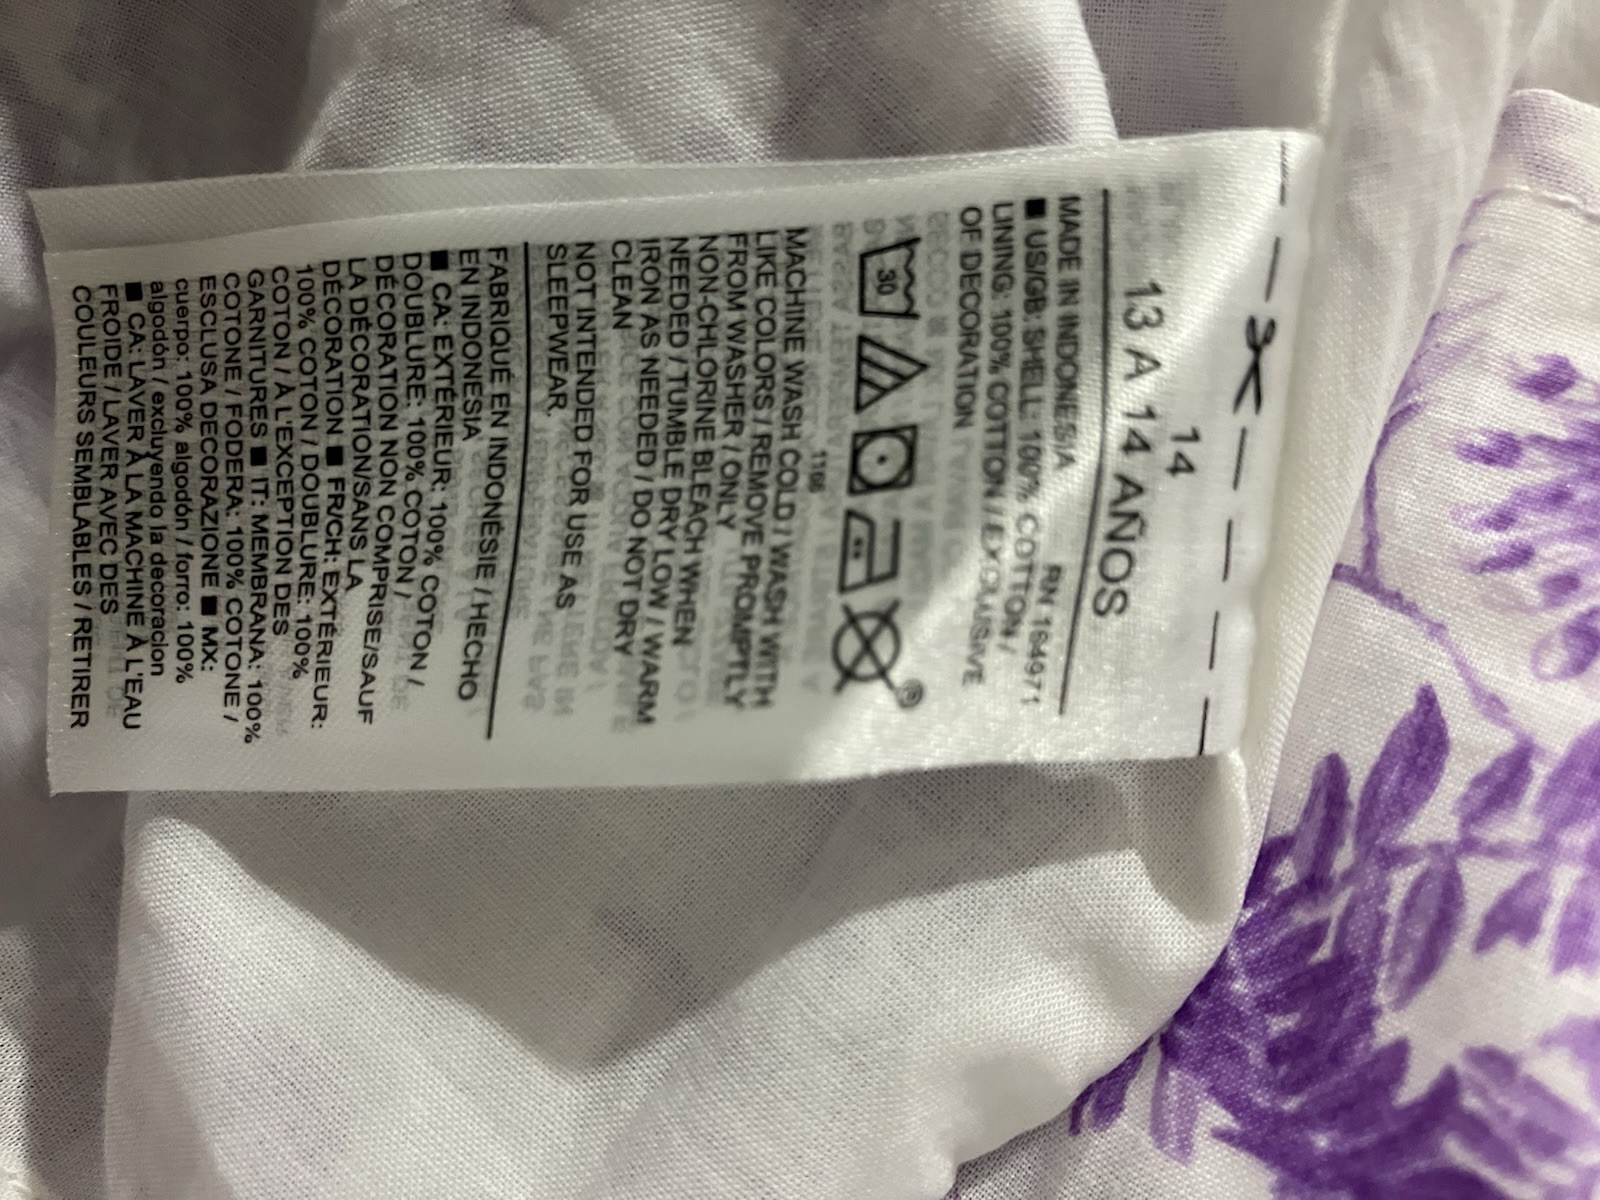 14
13 A 14 AÑOS
RN 164971
MADE IN INDONESIA
■ US/GB: SHELL: 100% COTTON /
LINING: 100% COTTON / EXCLUSIVE
OF DECORATION
30
®
1166
MACHINE WASH COLD / WASH WITH
LIKE COLORS / REMOVE PROMPTLY
FROM WASHER / ONLY
NON-CHLORINE BLEACH WHEN
NEEDED / TUMBLE DRY LOW / WARM
IRON AS NEEDED / DO NOT DRY
CLEAN
NOT INTENDED FOR USE AS
SLEEPWEAR.
FABRIQUÉ EN INDONÉSIE / HECHO
EN INDONESIA
■ CA: EXTÉRIEUR: 100% COTON /
DOUBLURE: 100% COTON /
DÉCORATION NON COMPRISE/SAUF
LA DÉCORATION/SANS LA
DÉCORATION ■ FR/CH: EXTÉRIEUR:
100% COTON / DOUBLURE: 100%
COTON / À L'EXCEPTION DES
GARNITURES ■ IT: MEMBRANA: 100%
COTONE / FODERA: 100% COTONE /
ESCLUSA DECORAZIONE ■ MX:
cuerpo: 100% algodón / forro: 100%
algodón / excluyendo la decoracion
■ CA: LAVER À LA MACHINE À L'EAU
FROIDE / LAVER AVEC DES
COULEURS SEMBLABLES / RETIRER